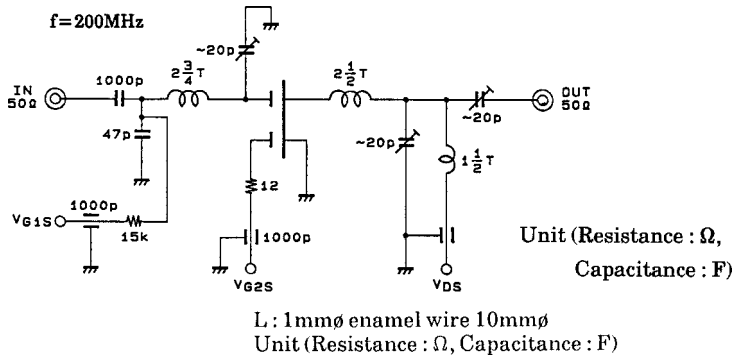 f=200MHz
~20p
2 3/4 T
2 1/2 T
IN
50Ω
1000p
OUT
50Ω
~20p
47p
~20p
1 1/2 T
12
1000p
VG1S
15k
1000p
VG2S
VDS
Unit (Resistance : Ω,
Capacitance : F)
L : 1mmø enamel wire 10mmø
Unit (Resistance : Ω, Capacitance : F)